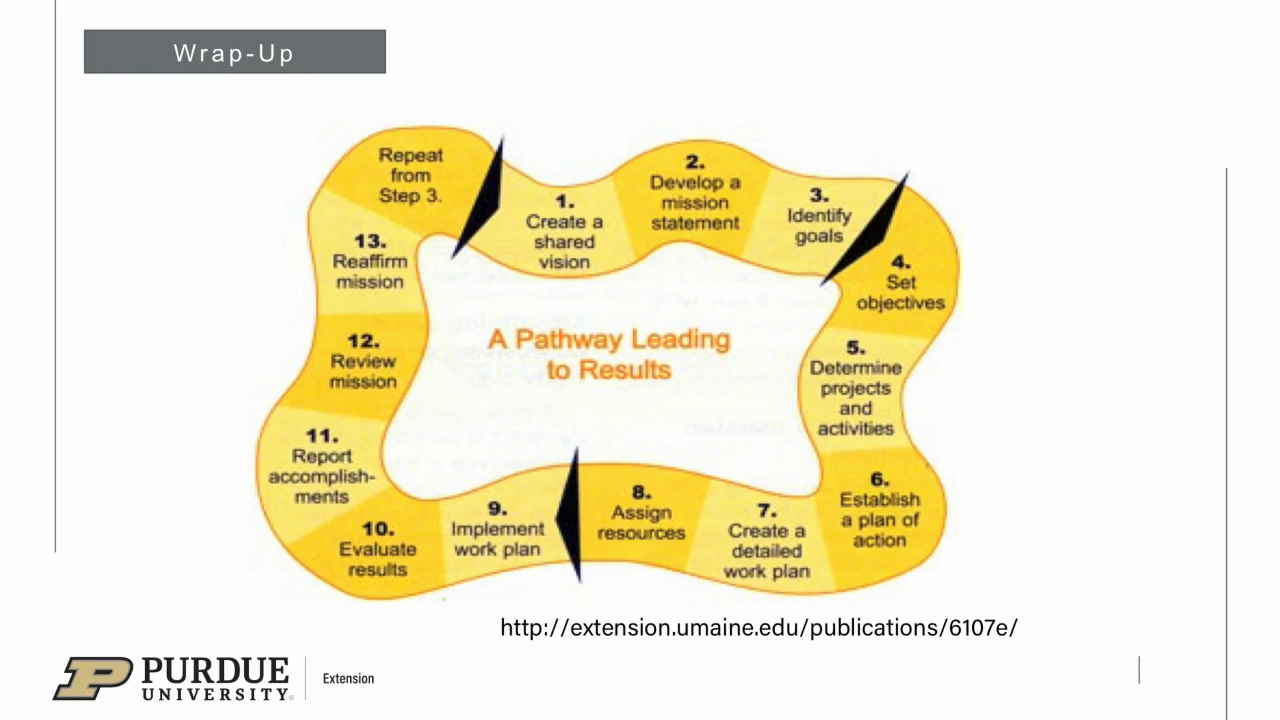 Wrap-Up
Repeat
from
Step 3.
1.
Create a
shared
vision
2.
Develop a
mission
statement
3.
Identify
goals
4.
Set
objectives
5.
Determine
projects
and
activities
6.
Establish
a plan of
action
7.
Create a
detailed
work plan
8.
Assign
resources
9.
Implement
work plan
10.
Evaluate
results
11.
Report
accomplish-
ments
12.
Review
mission
13.
Reaffirm
mission
A Pathway Leading
to Results
http://extension.umaine.edu/publications/6107e/
P PURDUE
UNIVERSITY®
Extension